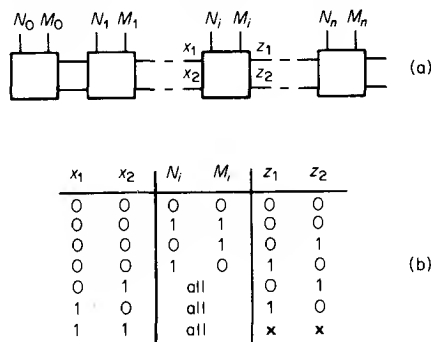 N0 M0 N1 M1 Ni Mi Nn Mn
x1 z1
x2 z2
(a)
x1 x2 Ni Mi z1 z2
0 0 0 0 0 0
0 0 1 1 0 0
0 0 0 1 0 1
0 0 1 0 1 0
0 1 all 0 1
1 0 all 1 0
1 1 all x x
(b)